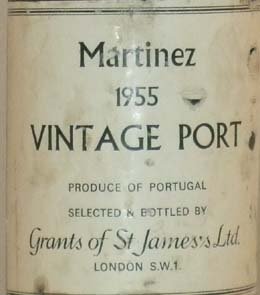 Martinez
1955
VINTAGE PORT
PRODUCE OF PORTUGAL
SELECTED & BOTTLED BY
Grants of St James's Ltd.
LONDON S.W.1.